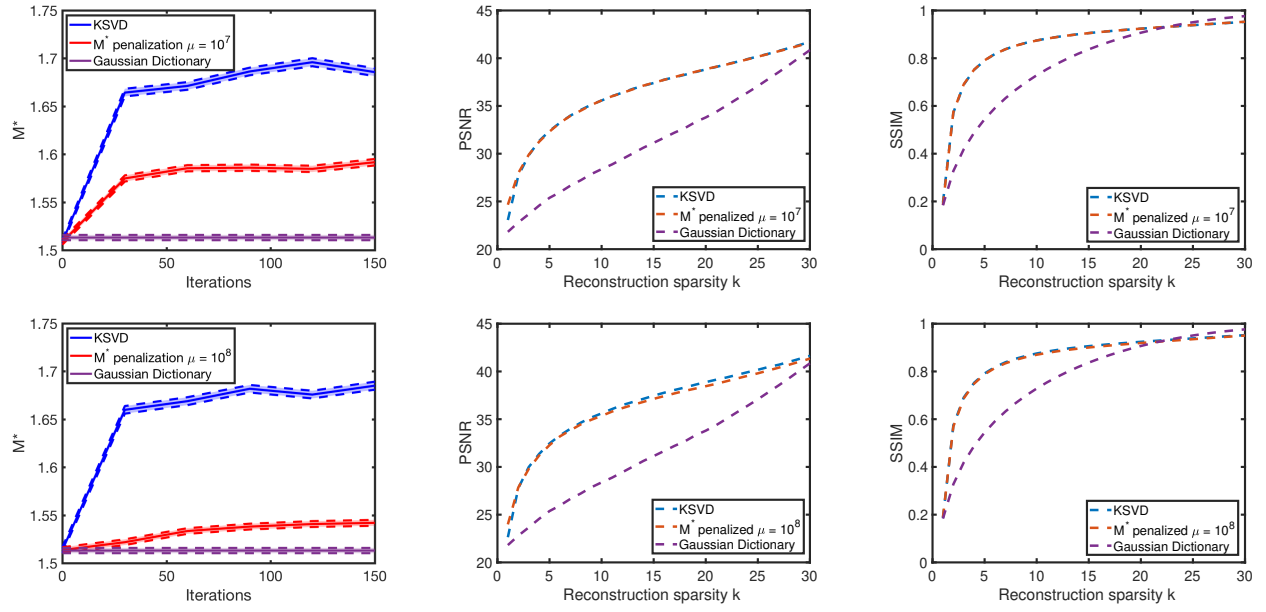 1.75
1.7
1.65
1.6
1.55
1.5
M*
0 50 100 150
Iterations
KSVD
M* penalization μ = 10^7
Gaussian Dictionary
45
40
35
30
25
20
PSNR
0 5 10 15 20 25 30
Reconstruction sparsity k
KSVD
M* penalized μ = 10^7
Gaussian Dictionary
1
0.8
0.6
0.4
0.2
0
SSIM
0 5 10 15 20 25 30
Reconstruction sparsity k
KSVD
M* penalized μ = 10^7
Gaussian Dictionary
1.75
1.7
1.65
1.6
1.55
1.5
M*
0 50 100 150
Iterations
KSVD
M* penalization μ = 10^8
Gaussian Dictionary
45
40
35
30
25
20
PSNR
0 5 10 15 20 25 30
Reconstruction sparsity k
KSVD
M* penalized μ = 10^8
Gaussian Dictionary
1
0.8
0.6
0.4
0.2
0
SSIM
0 5 10 15 20 25 30
Reconstruction sparsity k
KSVD
M* penalized μ = 10^8
Gaussian Dictionary